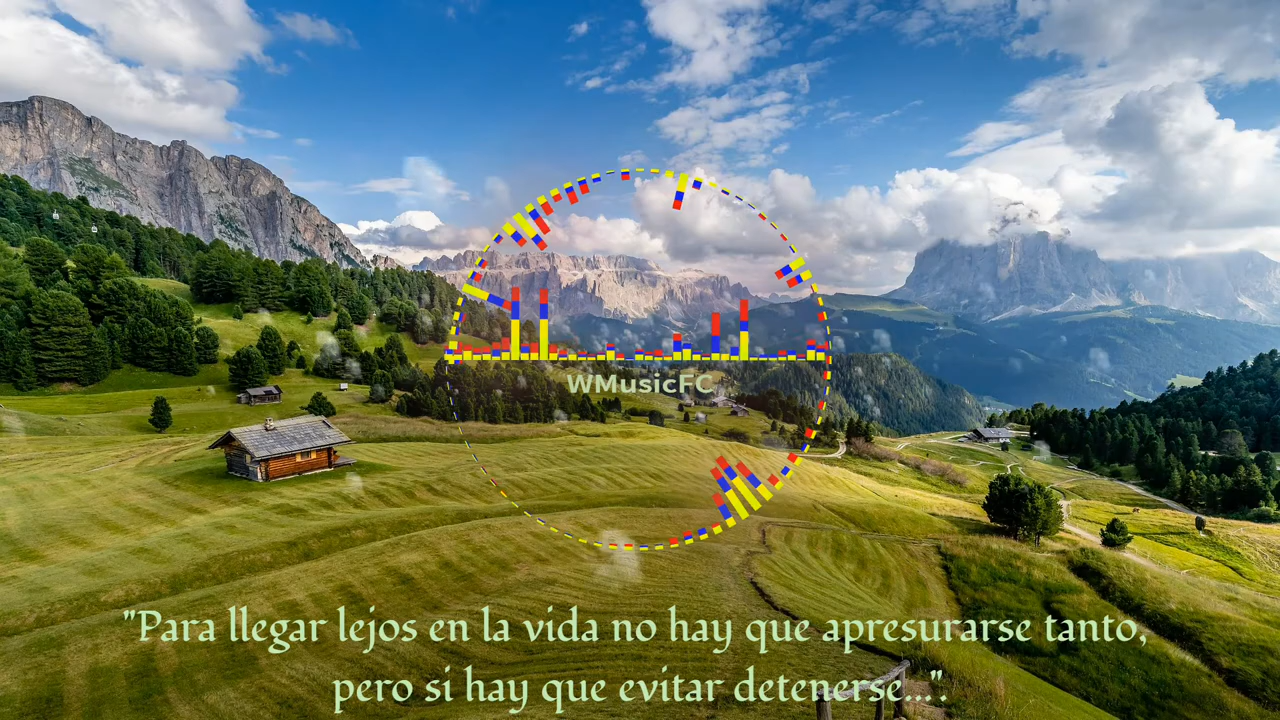 WMusicFC
"Para llegar lejos en la vida no hay que apresurarse tanto,
pero si hay que evitar detenerse...".